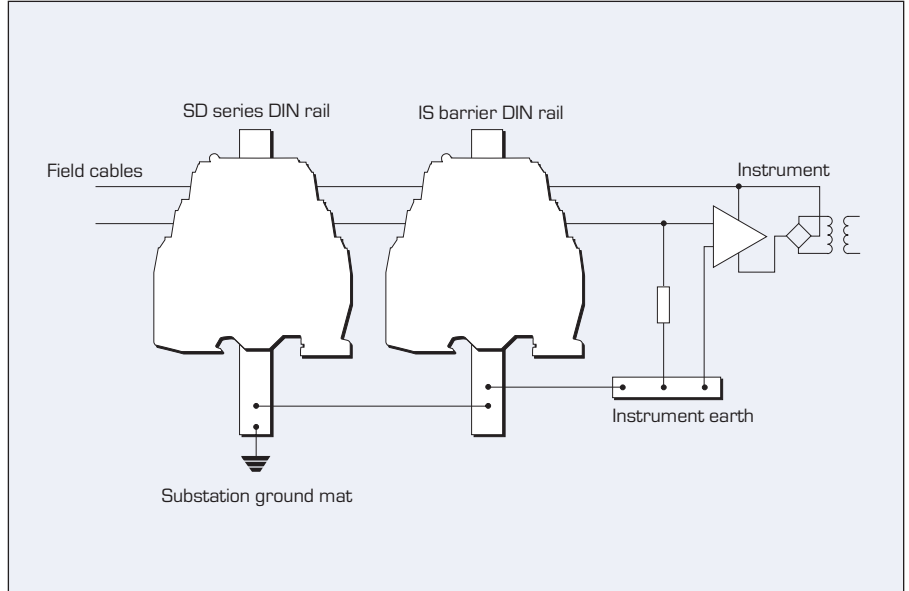 SD series DIN rail
IS barrier DIN rail
Field cables
Instrument
Instrument earth
Substation ground mat